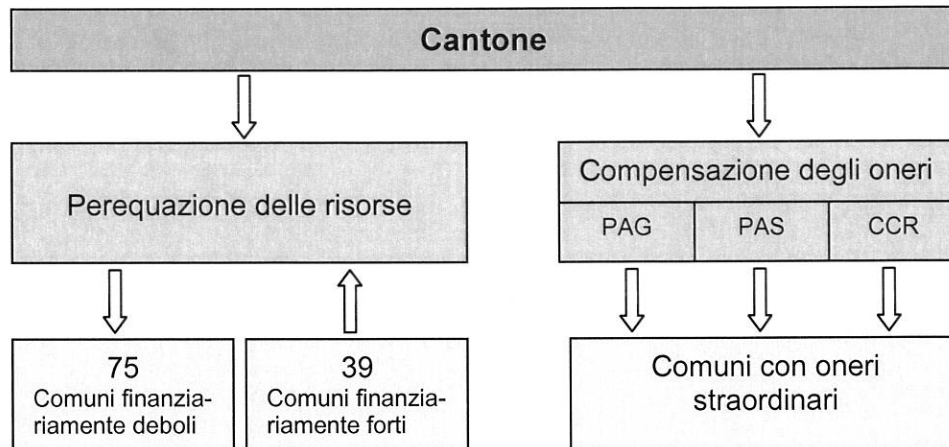 Cantone
Perequazione delle risorse
Compensazione degli oneri
PAG
PAS
CCR
75
Comuni finanzia-
riamente deboli
39
Comuni finanzia-
riamente forti
Comuni con oneri
straordinari